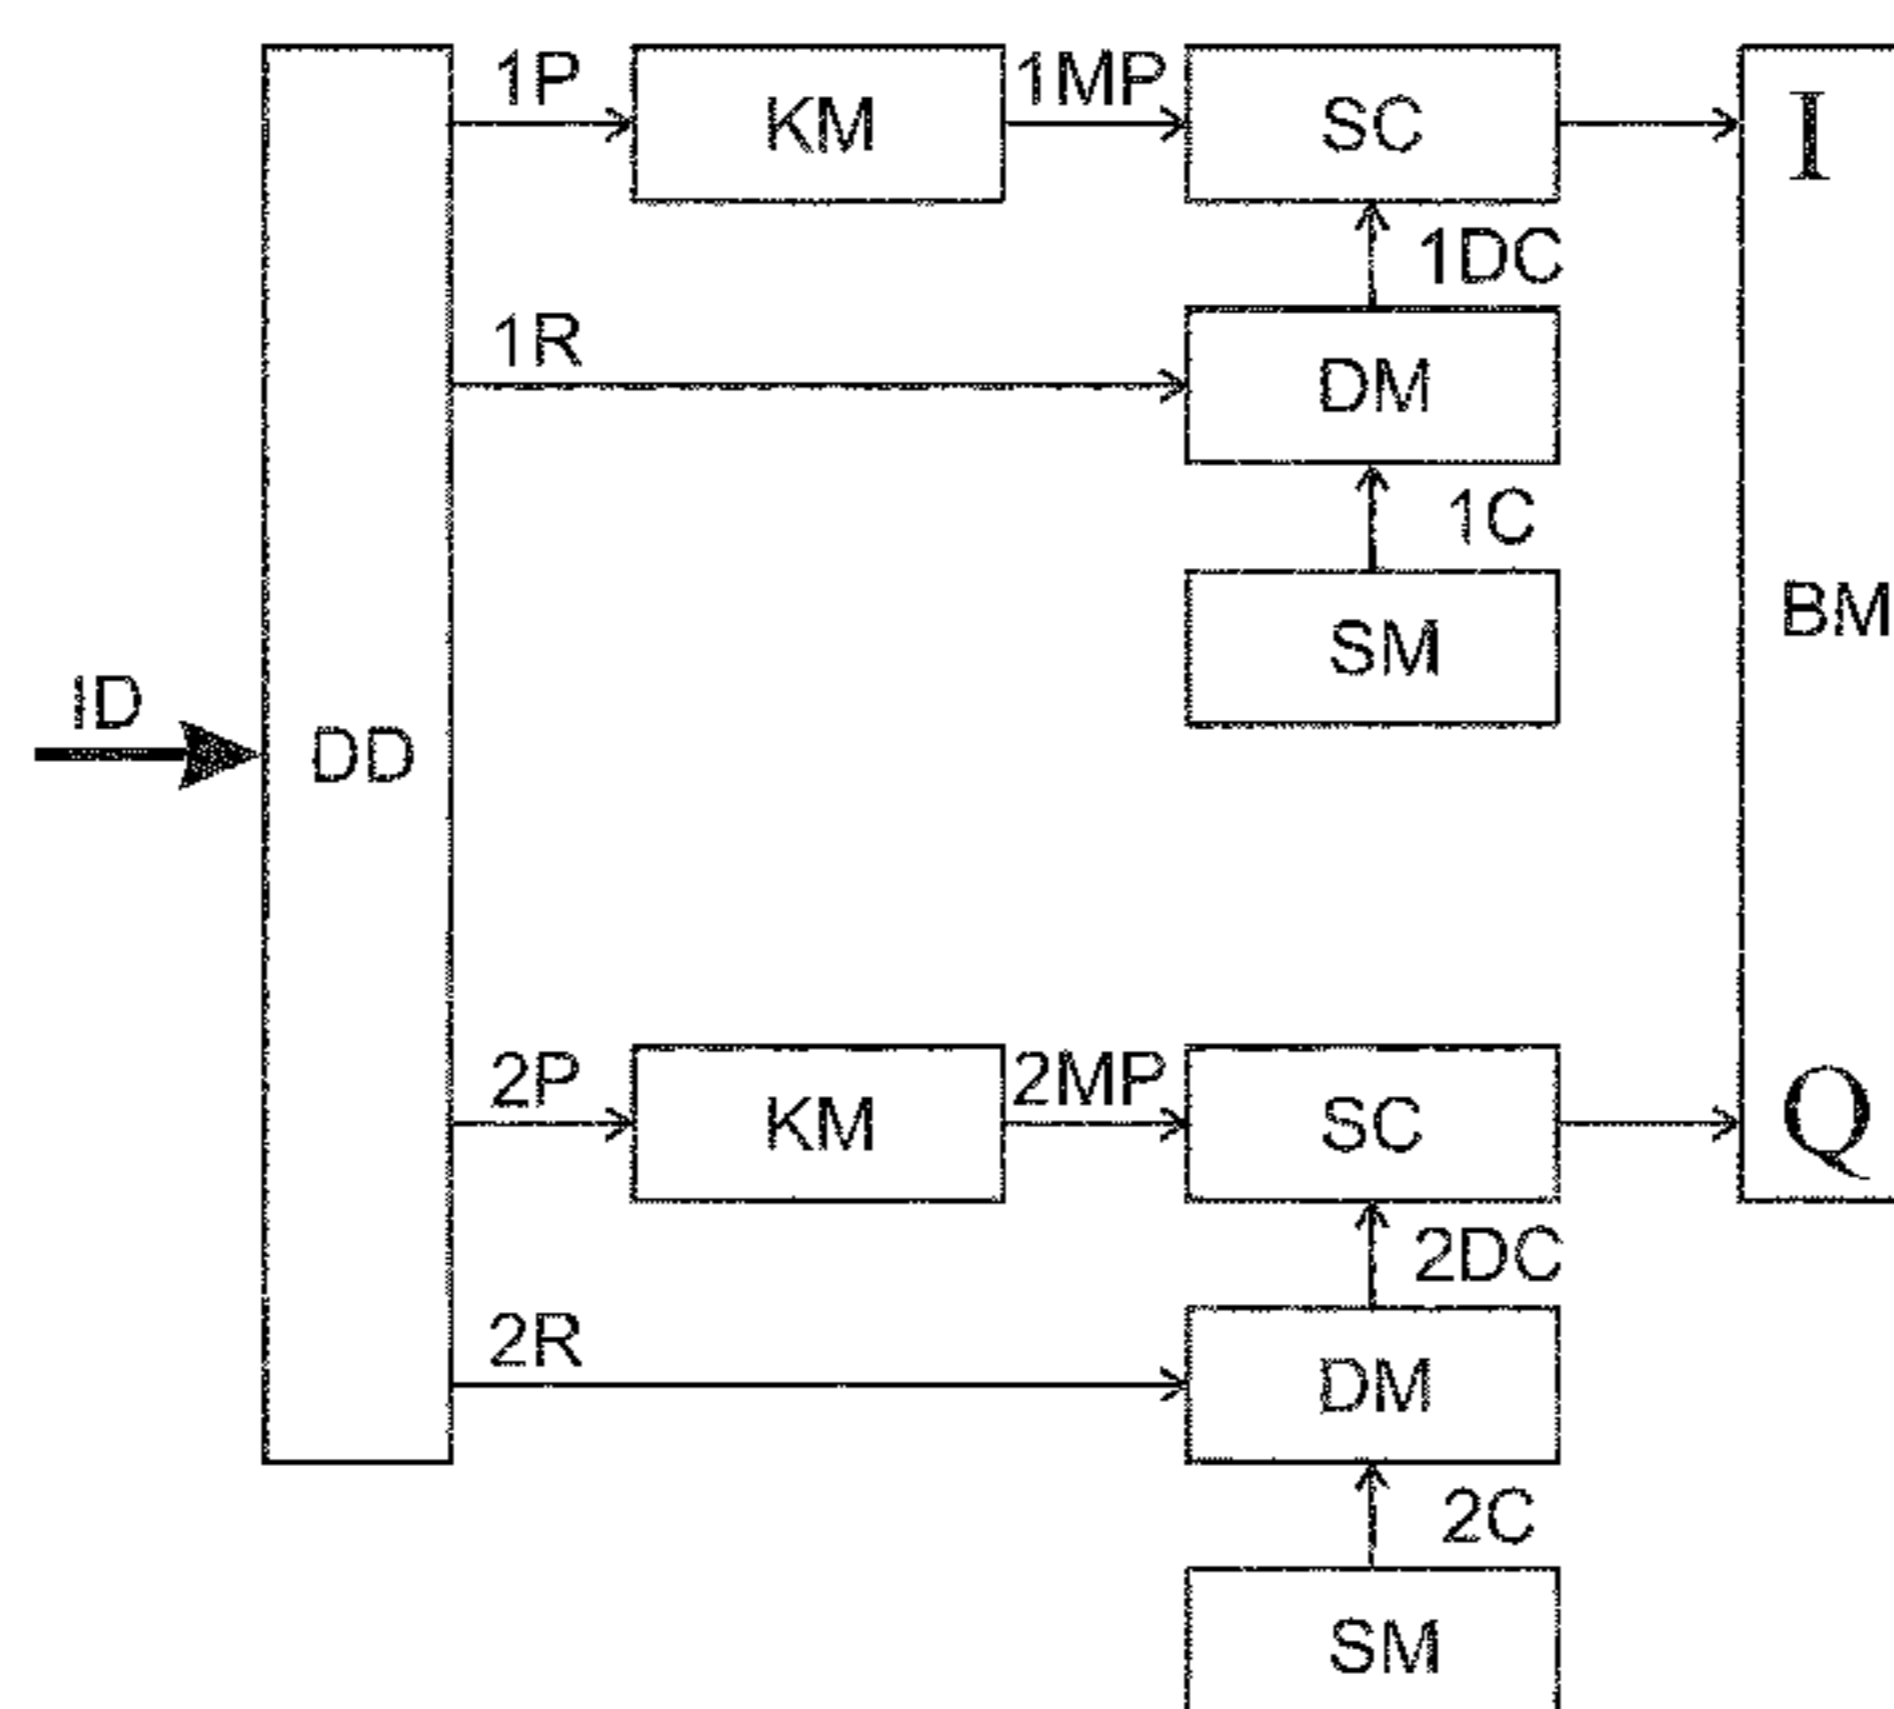 1P KM 1MP SC I
1DC
1R DM
1C
BM
SM
ID
DD
2P KM 2MP SC Q
2DC
2R DM
2C
SM